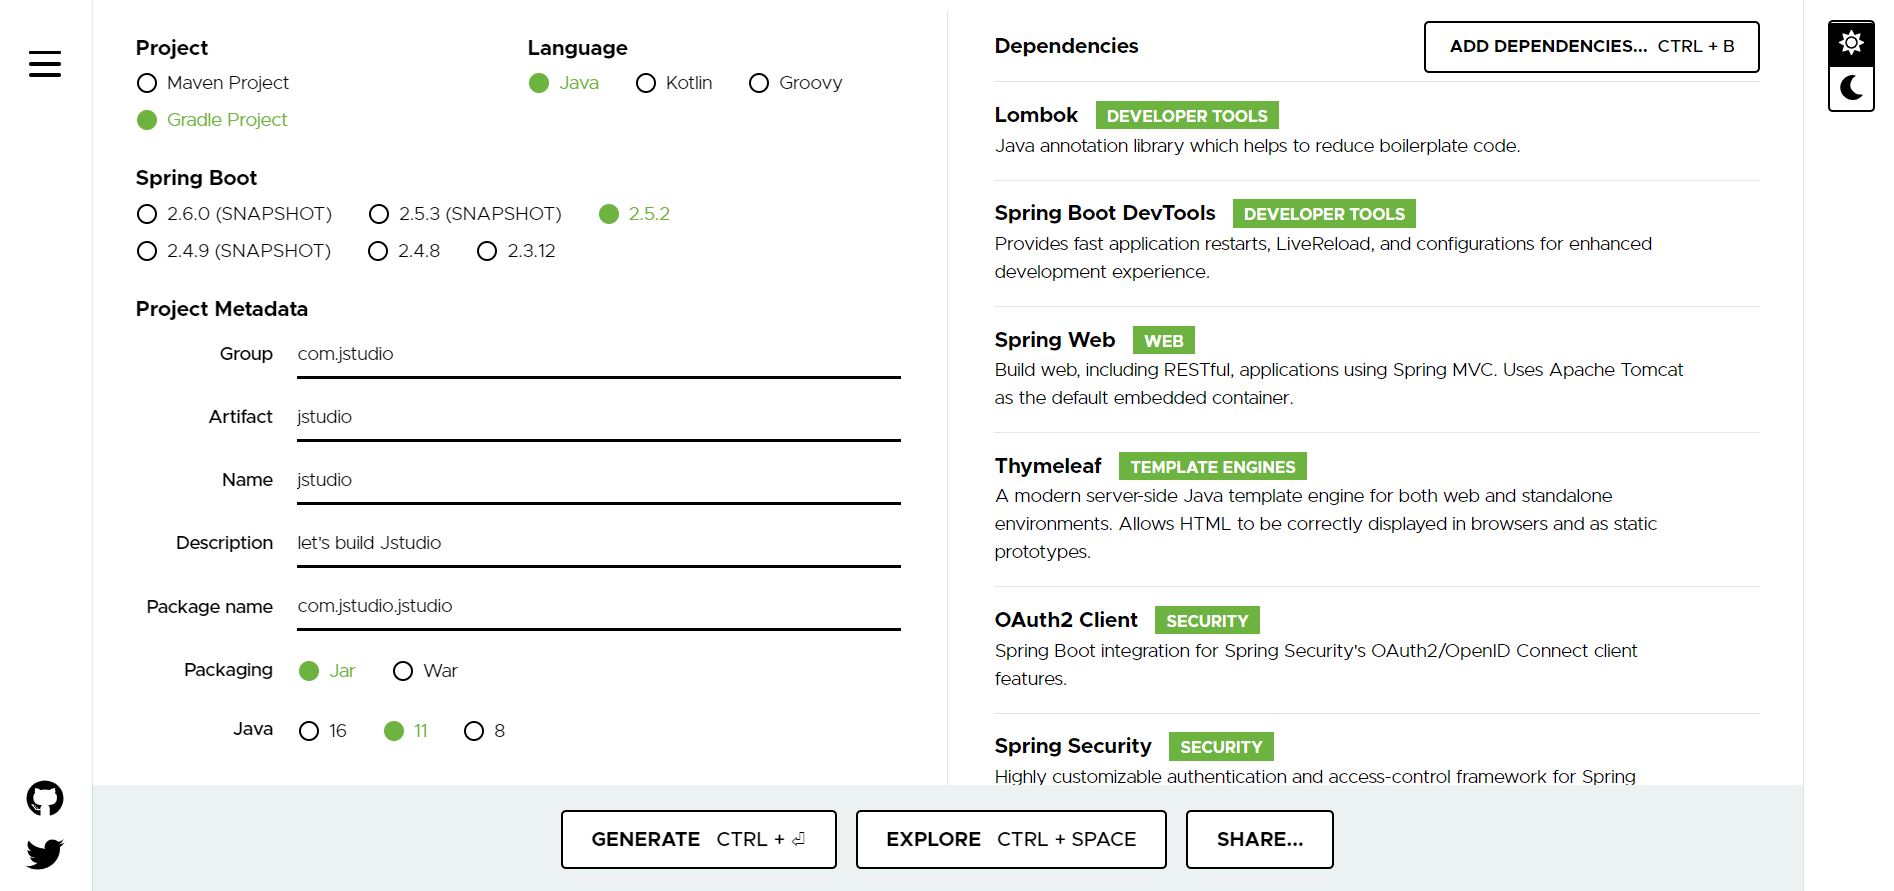 Project
Maven Project
Gradle Project
Language
Java Kotlin Groovy
Spring Boot
2.6.0 (SNAPSHOT) 2.5.3 (SNAPSHOT) 2.5.2
2.4.9 (SNAPSHOT) 2.4.8 2.3.12
Project Metadata
Group com.jstudio
Artifact jstudio
Name jstudio
Description let's build Jstudio
Package name com.jstudio.jstudio
Packaging Jar War
Java 16 11 8
Dependencies
ADD DEPENDENCIES... CTRL + B
Lombok DEVELOPER TOOLS
Java annotation library which helps to reduce boilerplate code.
Spring Boot DevTools DEVELOPER TOOLS
Provides fast application restarts, LiveReload, and configurations for enhanced
development experience.
Spring Web WEB
Build web, including RESTful, applications using Spring MVC. Uses Apache Tomcat
as the default embedded container.
Thymeleaf TEMPLATE ENGINES
A modern server-side Java template engine for both web and standalone
environments. Allows HTML to be correctly displayed in browsers and as static
prototypes.
OAuth2 Client SECURITY
Spring Boot integration for Spring Security's OAuth2/OpenID Connect client
features.
Spring Security SECURITY
Highly customizable authentication and access-control framework for Spring
GENERATE CTRL + ⏎
EXPLORE CTRL + SPACE
SHARE...